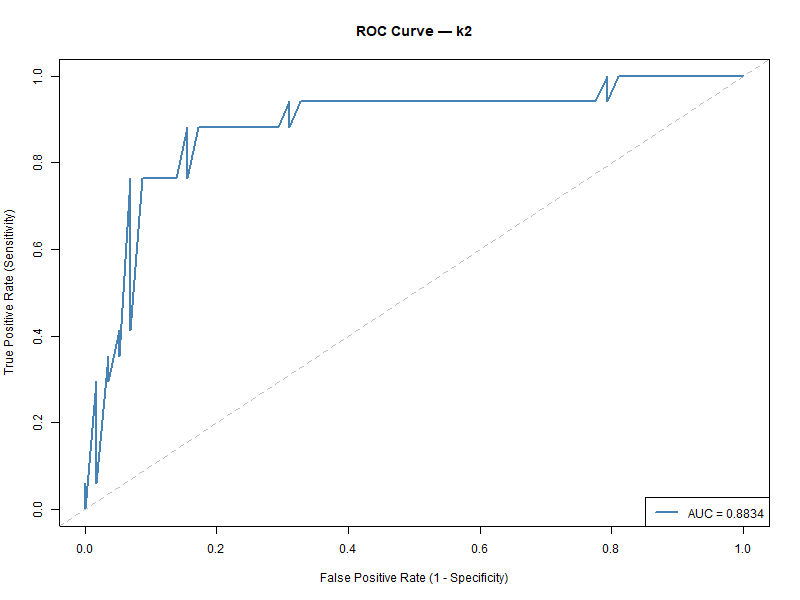 ROC Curve — k2
True Positive Rate (Sensitivity)
1.0
0.8
0.6
0.4
0.2
0.0
AUC = 0.8834
0.0 0.2 0.4 0.6 0.8 1.0
False Positive Rate (1 - Specificity)